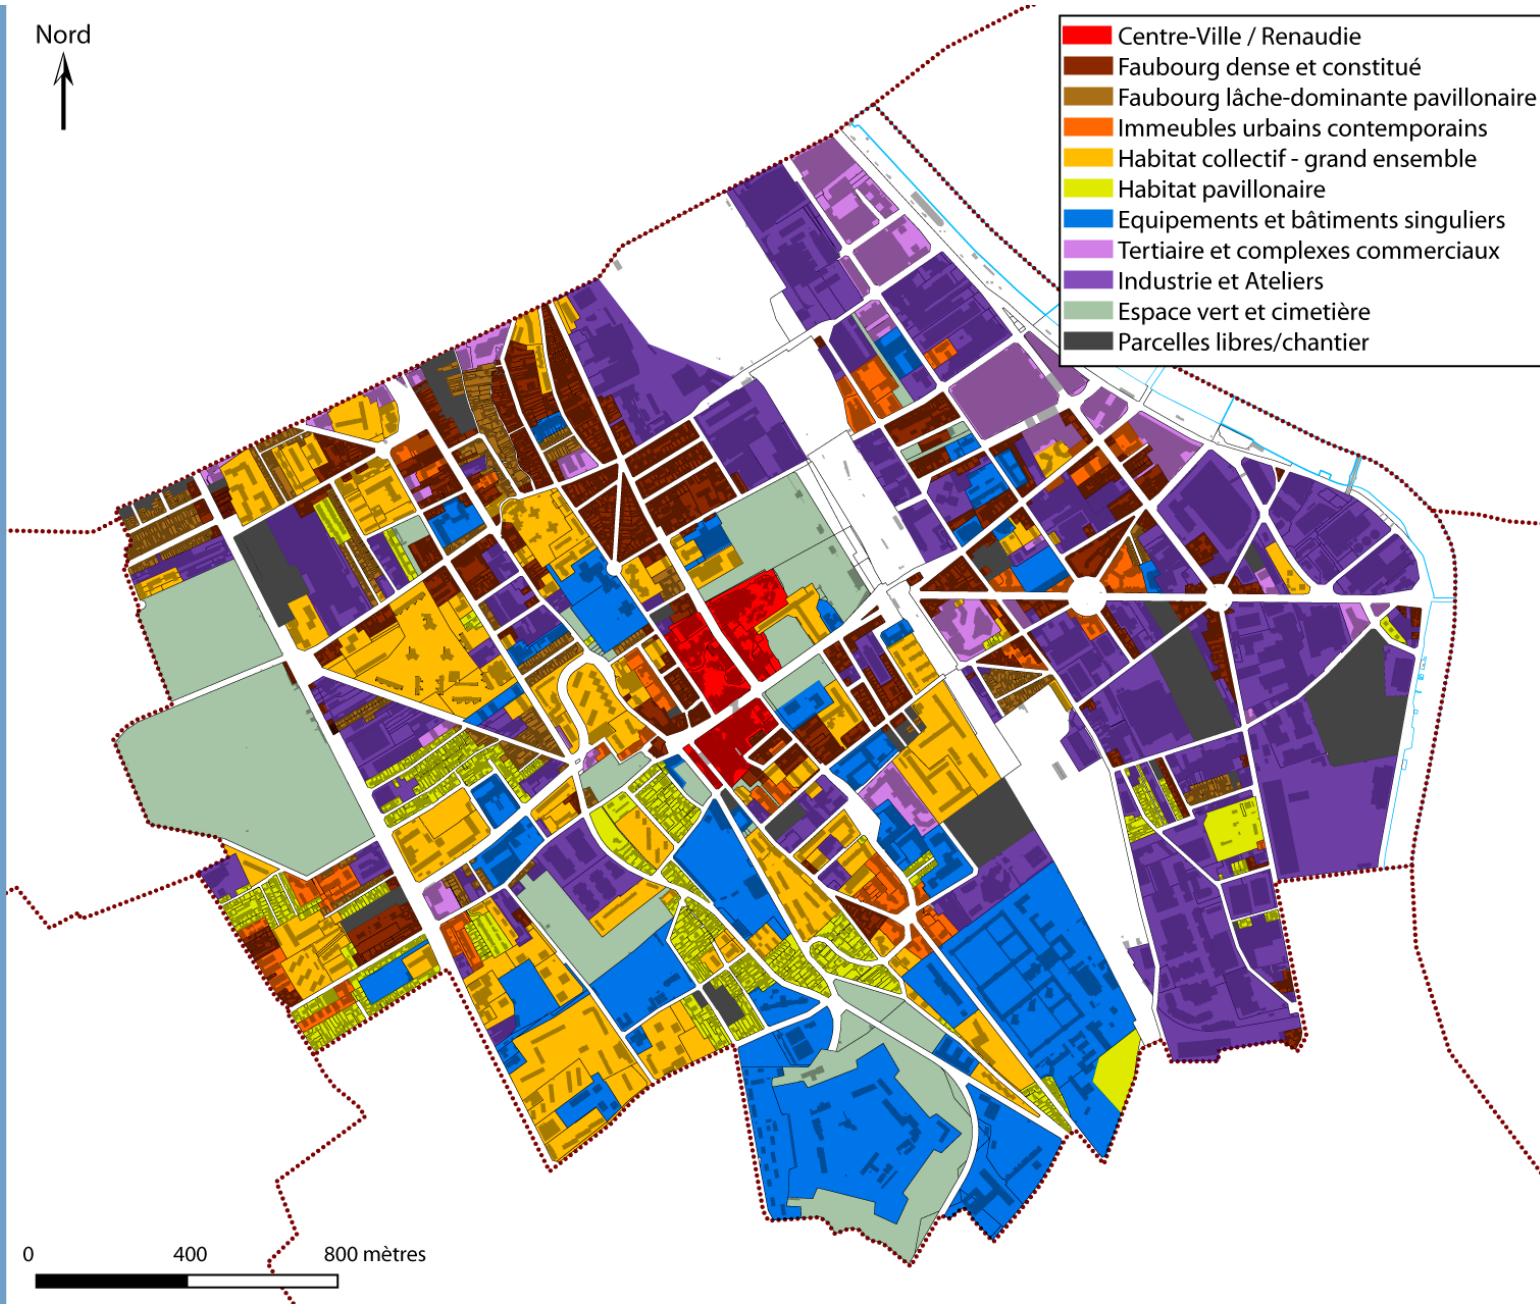 Nord
Centre-Ville / Renaudie
Faubourg dense et constitué
Faubourg lâche-dominante pavillonaire
Immeubles urbains contemporains
Habitat collectif - grand ensemble
Habitat pavillonaire
Equipements et bâtiments singuliers
Tertiaire et complexes commerciaux
Industrie et Ateliers
Espace vert et cimetière
Parcelles libres/chantier
0 400 800 mètres